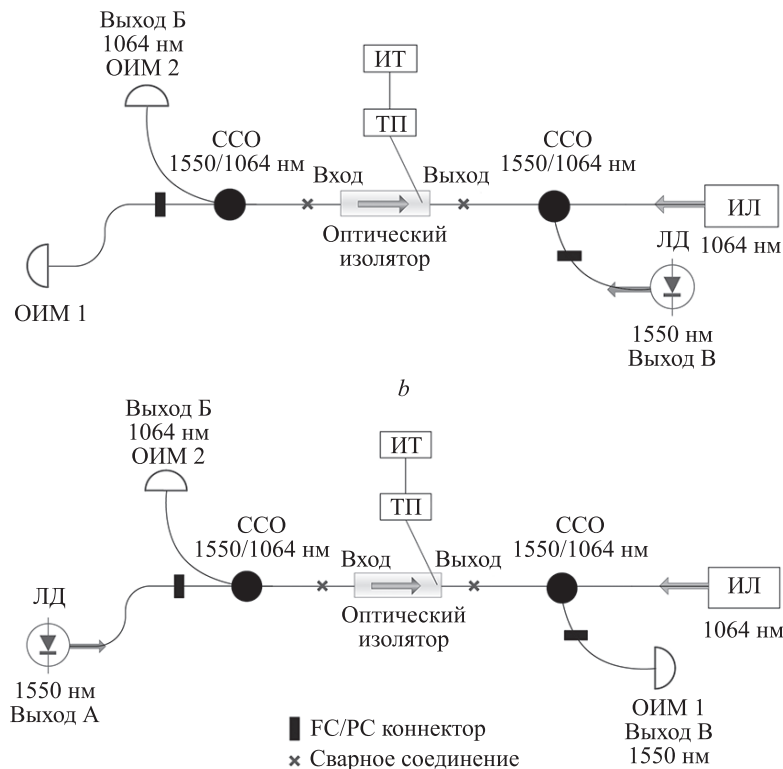 Выход Б
1064 нм
ОИМ 2
ИТ
ТП
ССО
1550/1064 нм
ССО
1550/1064 нм
Вход
Выход
Оптический
изолятор
ИЛ
1064 нм
ЛД
ОИМ 1
1550 нм
Выход В
b
Выход Б
1064 нм
ОИМ 2
ИТ
ТП
ССО
1550/1064 нм
ССО
1550/1064 нм
Вход
Выход
Оптический
изолятор
ИЛ
1064 нм
ЛД
1550 нм
Выход А
ОИМ 1
Выход В
1550 нм
FC/PC коннектор
Сварное соединение